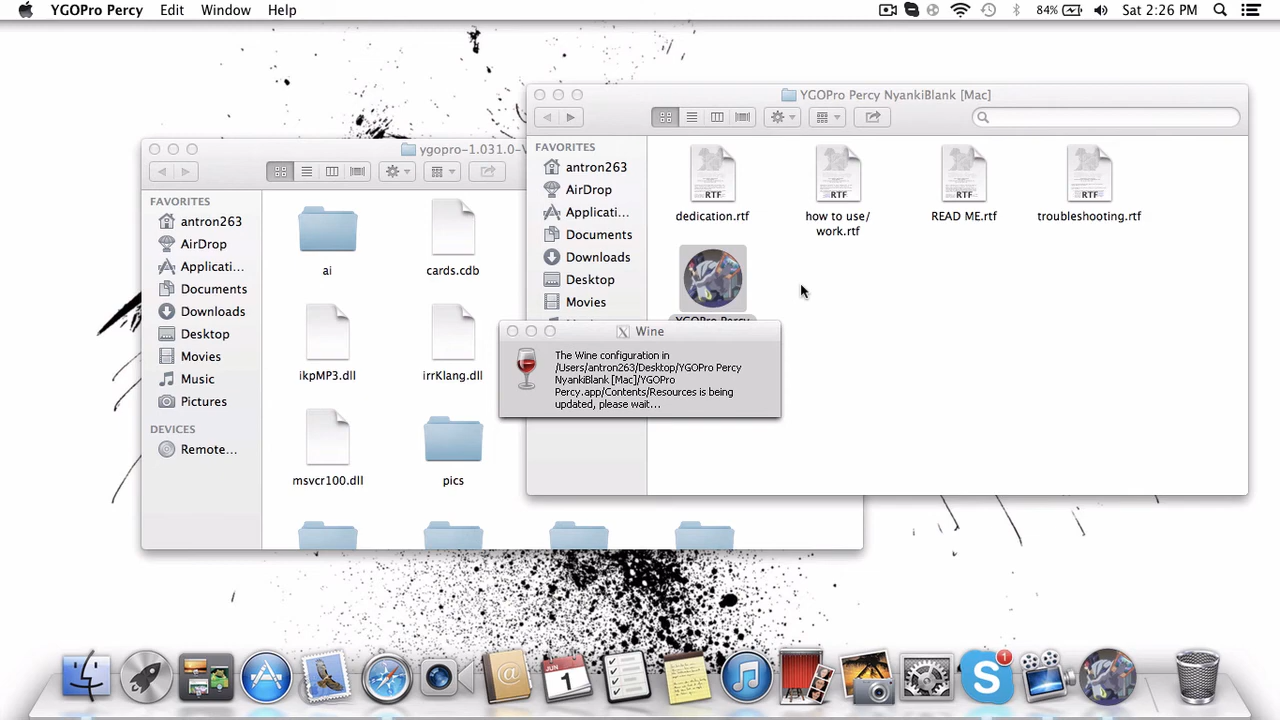 YGOPro Percy Edit Window Help 84% Sat 2:26 PM
YGOPro Percy NyankiBlank [Mac]
FAVORITES
antron263
AirDrop
Applicati...
Documents
Downloads
Desktop
Movies
RTF
dedication.rtf
RTF
how to use/
work.rtf
RTF
READ ME.rtf
RTF
troubleshooting.rtf
YGOPro Percy
ygopro-1.031.0-V
FAVORITES
antron263
AirDrop
Applicati...
Documents
Downloads
Desktop
Movies
Music
Pictures
DEVICES
Remote...
ai
cards.cdb
ikpMP3.dll
irrKlang.dll
msvcr100.dll
pics
X Wine
The Wine configuration in
/Users/antron263/Desktop/YGOPro Percy
NyankiBlank [Mac]/YGOPro
Percy.app/Contents/Resources is being
updated, please wait...
JUN
1
1